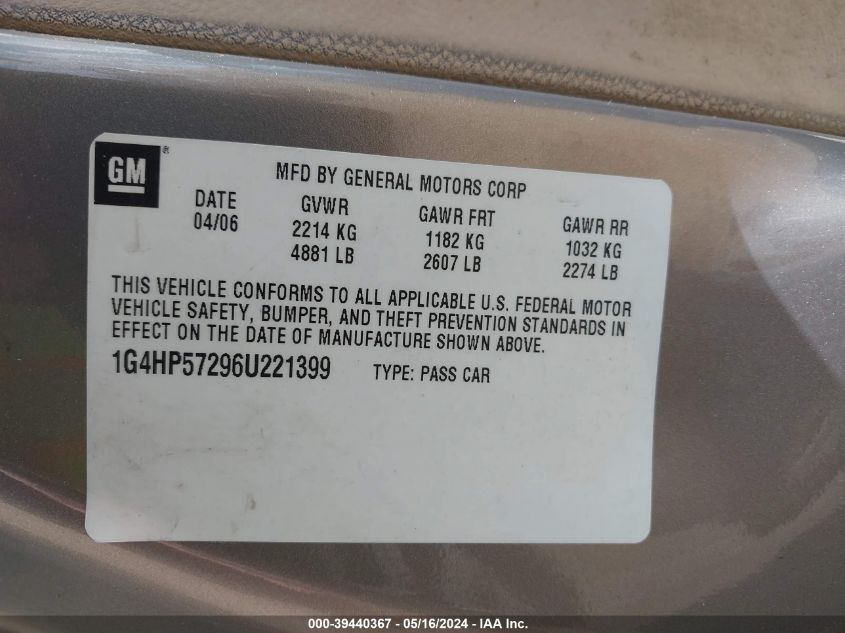 GM®
MFD BY GENERAL MOTORS CORP
DATE GVWR GAWR FRT GAWR RR
04/06 2214 KG 1182 KG 1032 KG
4881 LB 2607 LB 2274 LB
THIS VEHICLE CONFORMS TO ALL APPLICABLE U.S. FEDERAL MOTOR
VEHICLE SAFETY, BUMPER, AND THEFT PREVENTION STANDARDS IN
EFFECT ON THE DATE OF MANUFACTURE SHOWN ABOVE.
1G4HP57296U221399 TYPE: PASS CAR
000-39440367 - 05/16/2024 - IAA Inc.